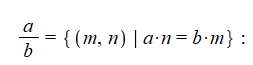 a/b = { (m, n) | a·n = b·m } :